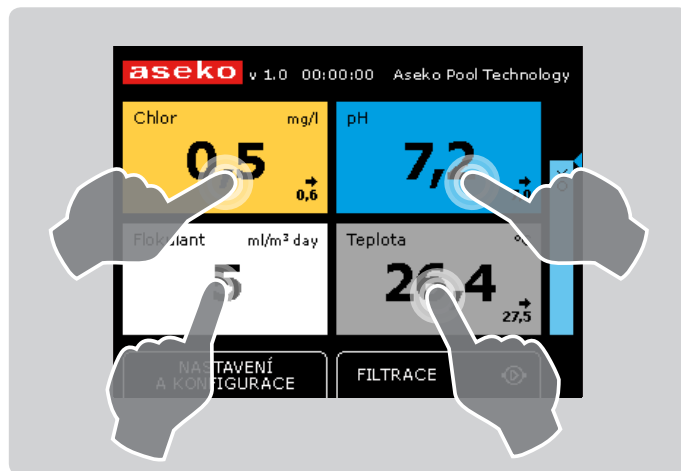 aseko v 1.0 00:00:00 Aseko Pool Technology
Chlor mg/l
0,5
➔
0,6
pH
7,2
➔
Flokulant ml/m³ day
5
Teplota
26,4
➔
27,5
NASTAVENÍ
A KONFIGURACE
FILTRACE